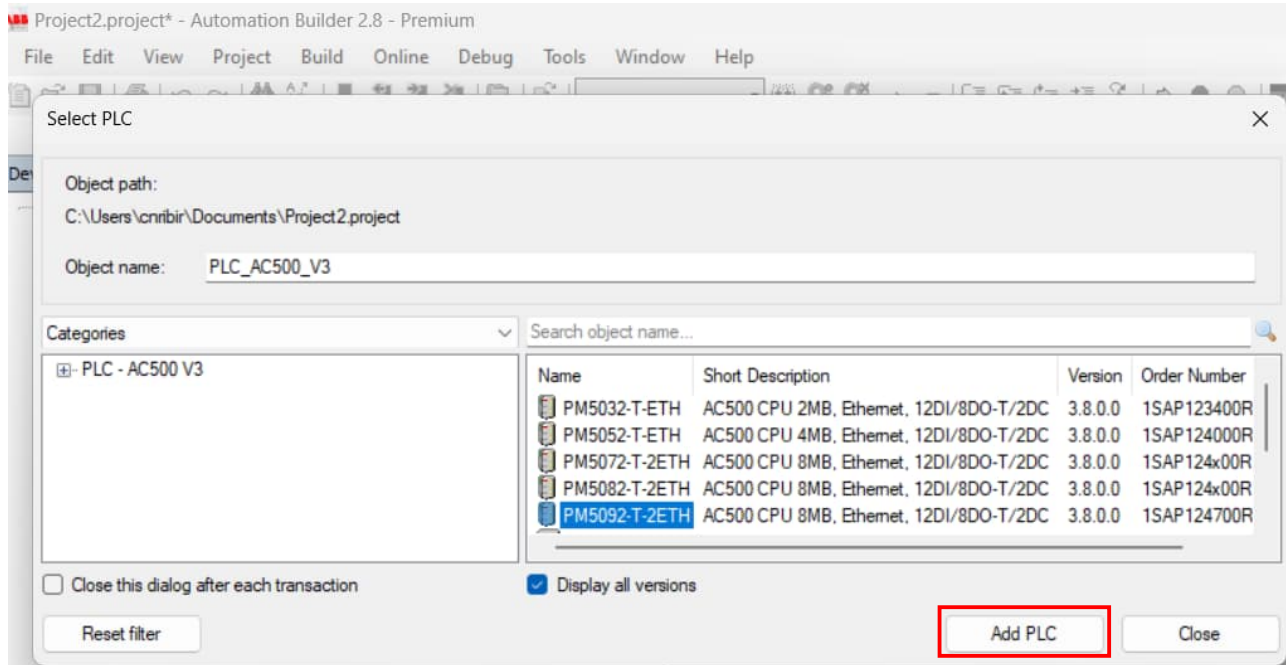 ABB Project2.project* - Automation Builder 2.8 - Premium
File Edit View Project Build Online Debug Tools Window Help
Select PLC
Dev
Object path:
C:\Users\cnribir\Documents\Project2.project
Object name: PLC_AC500_V3
Categories
Search object name...
PLC - AC500 V3
Name Short Description Version Order Number
PM5032-T-ETH AC500 CPU 2MB, Ethernet, 12DI/8DO-T/2DC 3.8.0.0 1SAP123400R
PM5052-T-ETH AC500 CPU 4MB, Ethernet, 12DI/8DO-T/2DC 3.8.0.0 1SAP124000R
PM5072-T-2ETH AC500 CPU 8MB, Ethernet, 12DI/8DO-T/2DC 3.8.0.0 1SAP124x00R
PM5082-T-2ETH AC500 CPU 8MB, Ethernet, 12DI/8DO-T/2DC 3.8.0.0 1SAP124x00R
PM5092-T-2ETH AC500 CPU 8MB, Ethernet, 12DI/8DO-T/2DC 3.8.0.0 1SAP124700R
Close this dialog after each transaction
Display all versions
Reset filter
Add PLC
Close